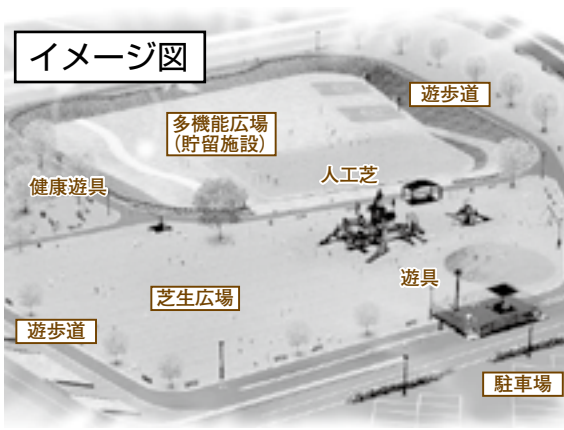 イメージ図
遊歩道
多機能広場
(貯留施設)
人工芝
健康遊具
遊具
芝生広場
遊歩道
駐車場